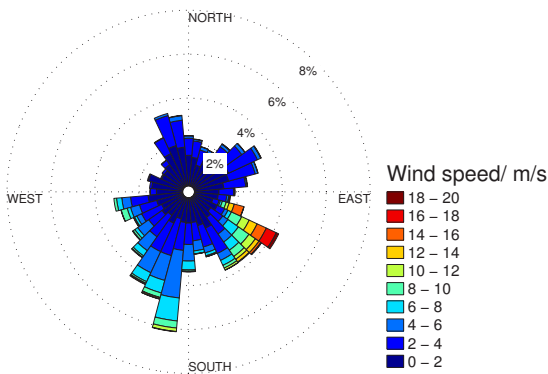 NORTH
8%
6%
4%
2%
WEST
EAST
SOUTH
Wind speed/ m/s
18 – 20
16 – 18
14 – 16
12 – 14
10 – 12
8 – 10
6 – 8
4 – 6
2 – 4
0 – 2